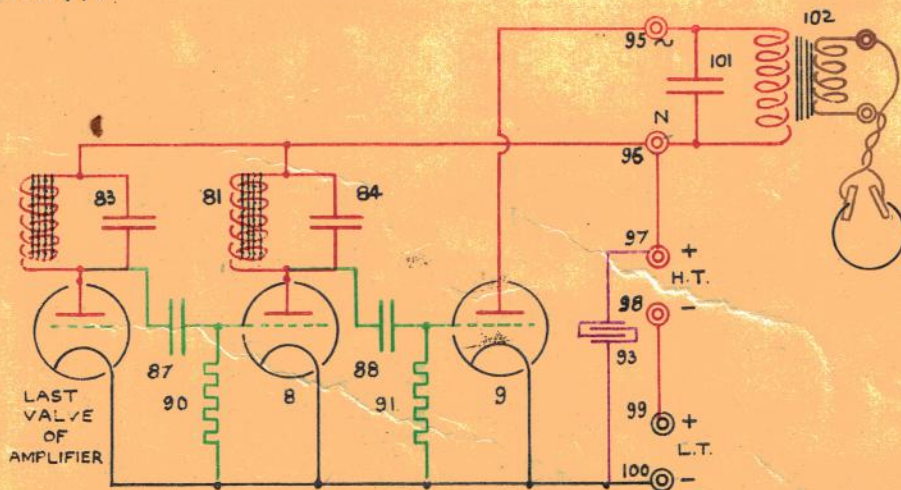 102
95 ~
101
N
96
83
81
84
97 +
H.T.
98 -
93
87
90
8
88
91
9
99 +
L.T.
100 -
LAST
VALVE
OF
AMPLIFIER